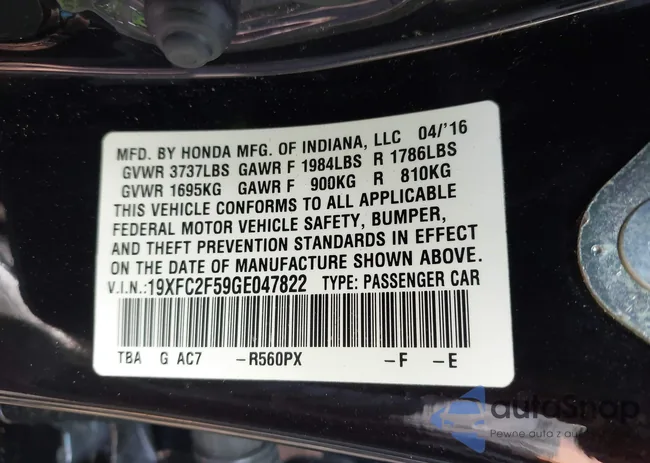 MFD. BY HONDA MFG. OF INDIANA, LLC 04/'16
GVWR 3737LBS GAWR F 1984LBS R 1786LBS
GVWR 1695KG GAWR F 900KG R 810KG
THIS VEHICLE CONFORMS TO ALL APPLICABLE
FEDERAL MOTOR VEHICLE SAFETY, BUMPER,
AND THEFT PREVENTION STANDARDS IN EFFECT
ON THE DATE OF MANUFACTURE SHOWN ABOVE.
V.I.N.:19XFC2F59GE047822 TYPE: PASSENGER CAR
TBA G AC7 -R560PX -F -E
autoSnap
Pewne auta z